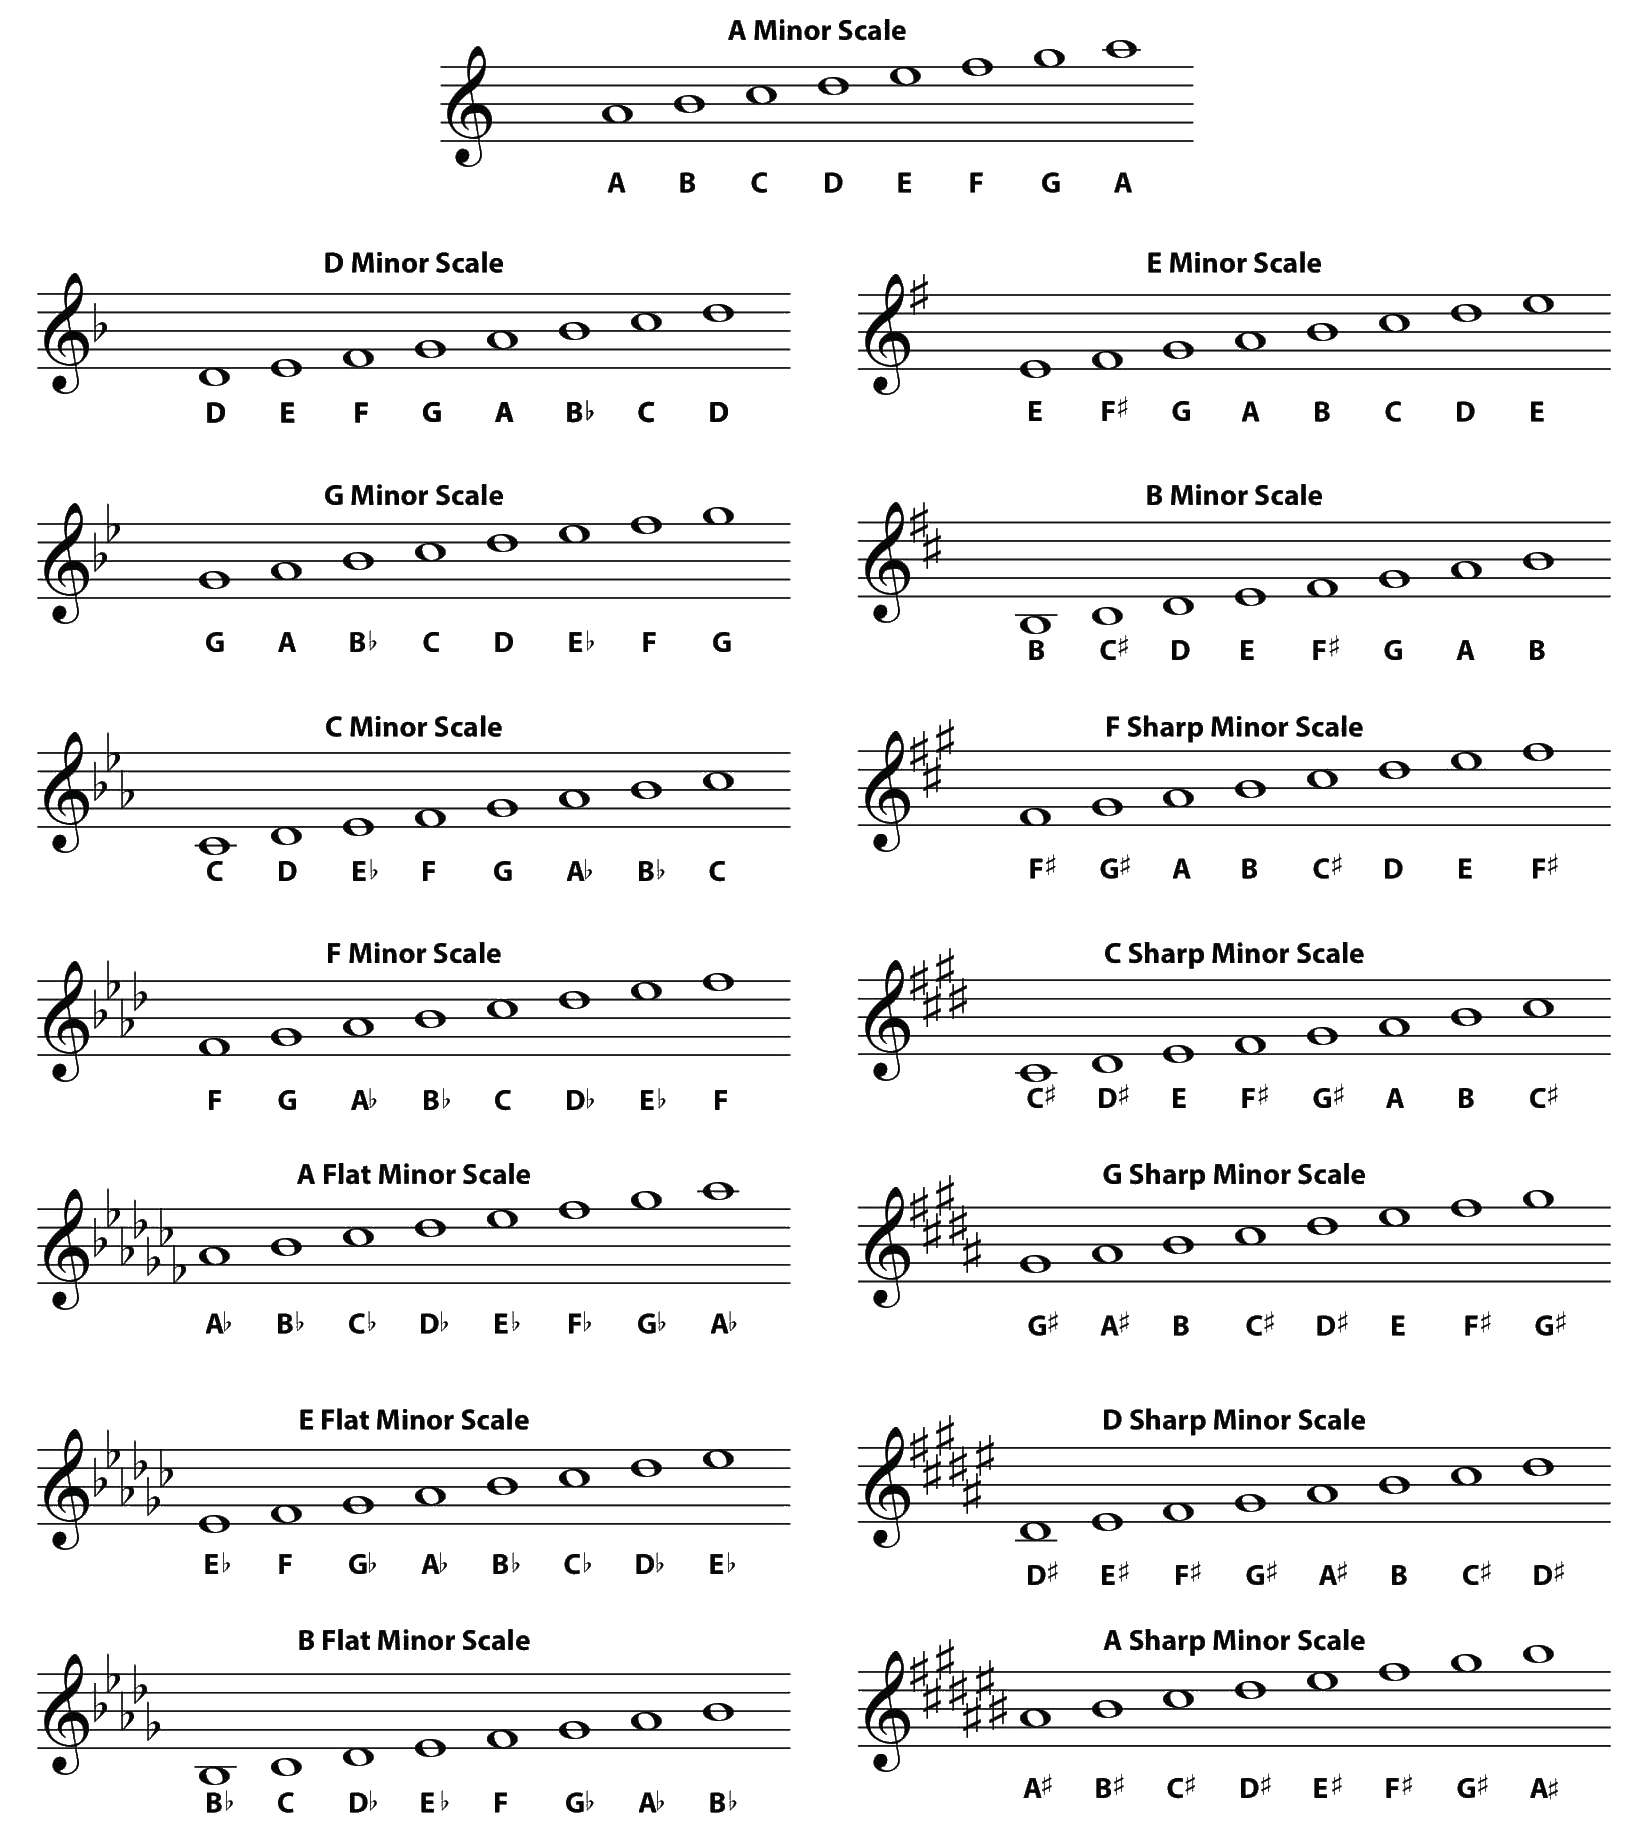 A Minor Scale
A B C D E F G A
D Minor Scale
D E F G A B♭ C D
E Minor Scale
E F♯ G A B C D E
G Minor Scale
G A B♭ C D E♭ F G
B Minor Scale
B C♯ D E F♯ G A B
C Minor Scale
C D E♭ F G A♭ B♭ C
F Sharp Minor Scale
F♯ G♯ A B C♯ D E F♯
F Minor Scale
F G A♭ B♭ C D♭ E♭ F
C Sharp Minor Scale
C♯ D♯ E F♯ G♯ A B C♯
A Flat Minor Scale
A♭ B♭ C♭ D♭ E♭ F♭ G♭ A♭
G Sharp Minor Scale
G♯ A♯ B C♯ D♯ E F♯ G♯
E Flat Minor Scale
E♭ F G♭ A♭ B♭ C♭ D♭ E♭
D Sharp Minor Scale
D♯ E♯ F♯ G♯ A♯ B C♯ D♯
B Flat Minor Scale
B♭ C D♭ E♭ F G♭ A♭ B♭
A Sharp Minor Scale
A♯ B♯ C♯ D♯ E♯ F♯ G♯ A♯